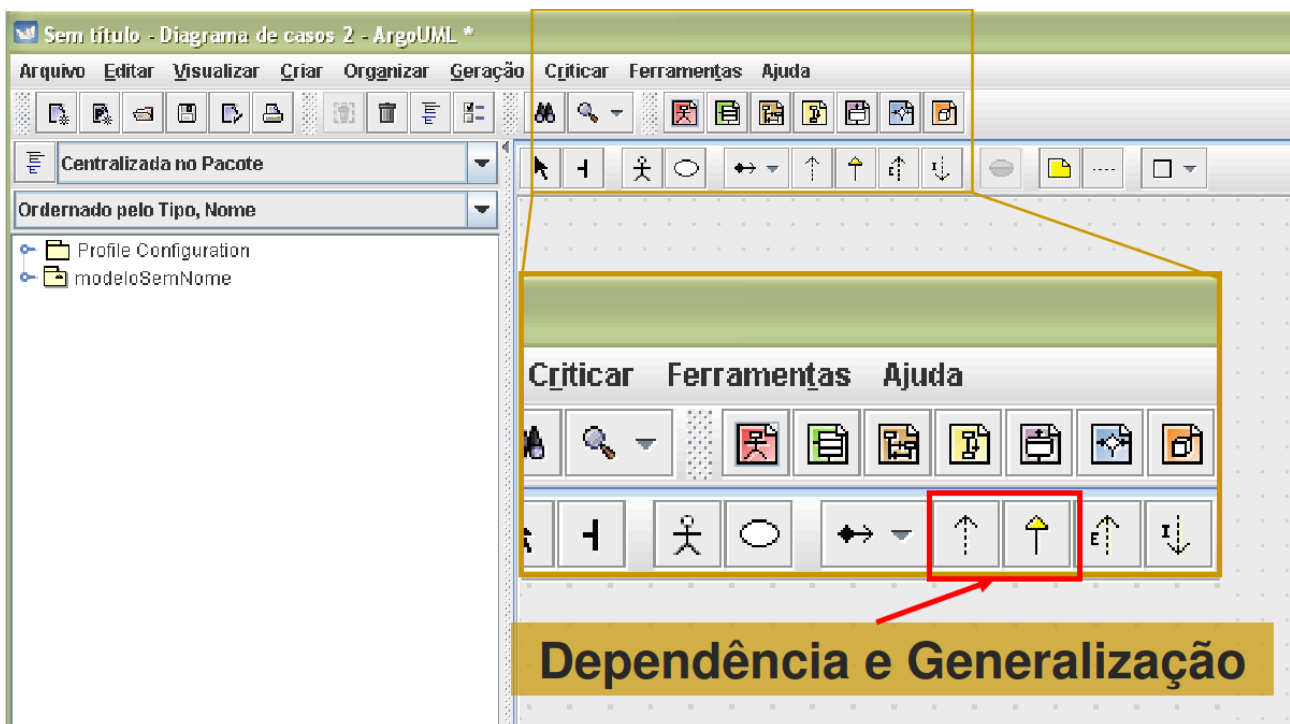 Sem título - Diagrama de casos 2 - ArgoUML *
Arquivo Editar Visualizar Criar Organizar Geração Criticar Ferramentas Ajuda
Centralizada no Pacote
Ordernado pelo Tipo, Nome
Profile Configuration
modeloSemNome
Criticar Ferramentas Ajuda
E I
Dependência e Generalização